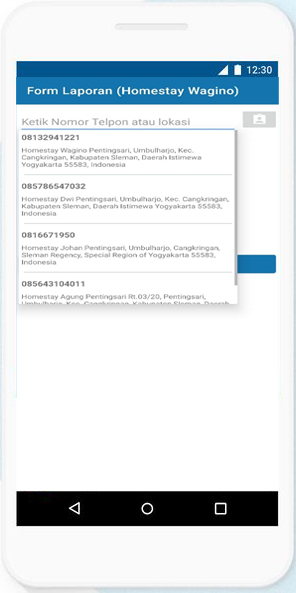 12:30
Form Laporan (Homestay Wagino)
Ketik Nomor Telpon atau lokasi
08132941221
Homestay Wagino Pentingsari, Umbulharjo, Kec.
Cangkringan, Kabupaten Sleman, Daerah Istimewa
Yogyakarta 55583, Indonesia
085786547032
Homestay Dwi Pentingsari, Umbulharjo, Kec. Cangkringan,
Kabupaten Sleman, Daerah Istimewa Yogyakarta 55583,
Indonesia
0816671950
Homestay Johan Pentingsari, Umbulharjo, Cangkringan,
Sleman Regency, Special Region of Yogyakarta 55583,
Indonesia
085643104011
Homestay Agung Pentingsari Rt.03/20, Pentingsari,
Umbulharjo, Kec. Cangkringan, Kabupaten Sleman, Daerah